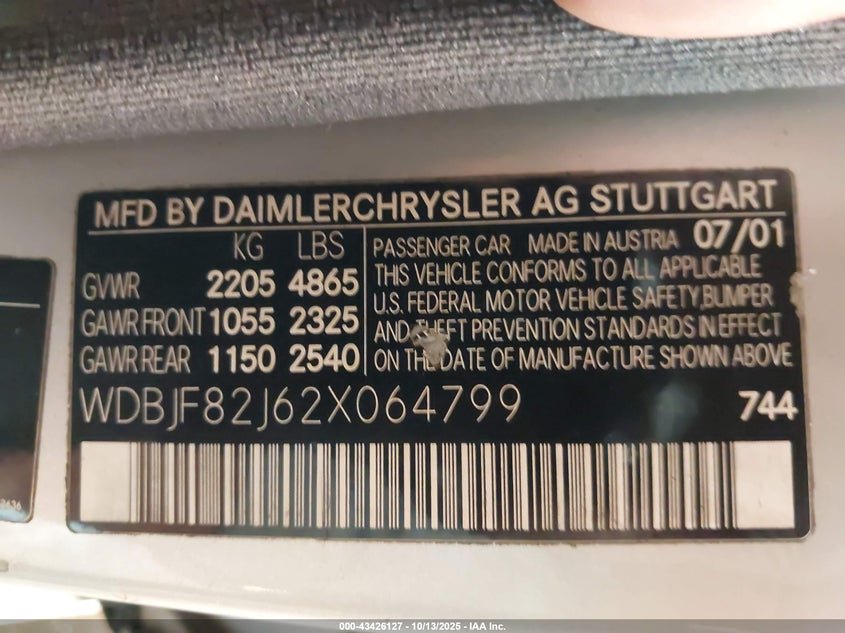 MFD BY DAIMLERCHRYSLER AG STUTTGART
KG LBS
GVWR 2205 4865
GAWR FRONT 1055 2325
GAWR REAR 1150 2540
PASSENGER CAR MADE IN AUSTRIA 07/01
THIS VEHICLE CONFORMS TO ALL APPLICABLE
U.S. FEDERAL MOTOR VEHICLE SAFETY,BUMPER
AND THEFT PREVENTION STANDARDS IN EFFECT
ON THE DATE OF MANUFACTURE SHOWN ABOVE
WDBJF82J62X064799 744
000-43426127 - 10/13/2025 - IAA Inc.